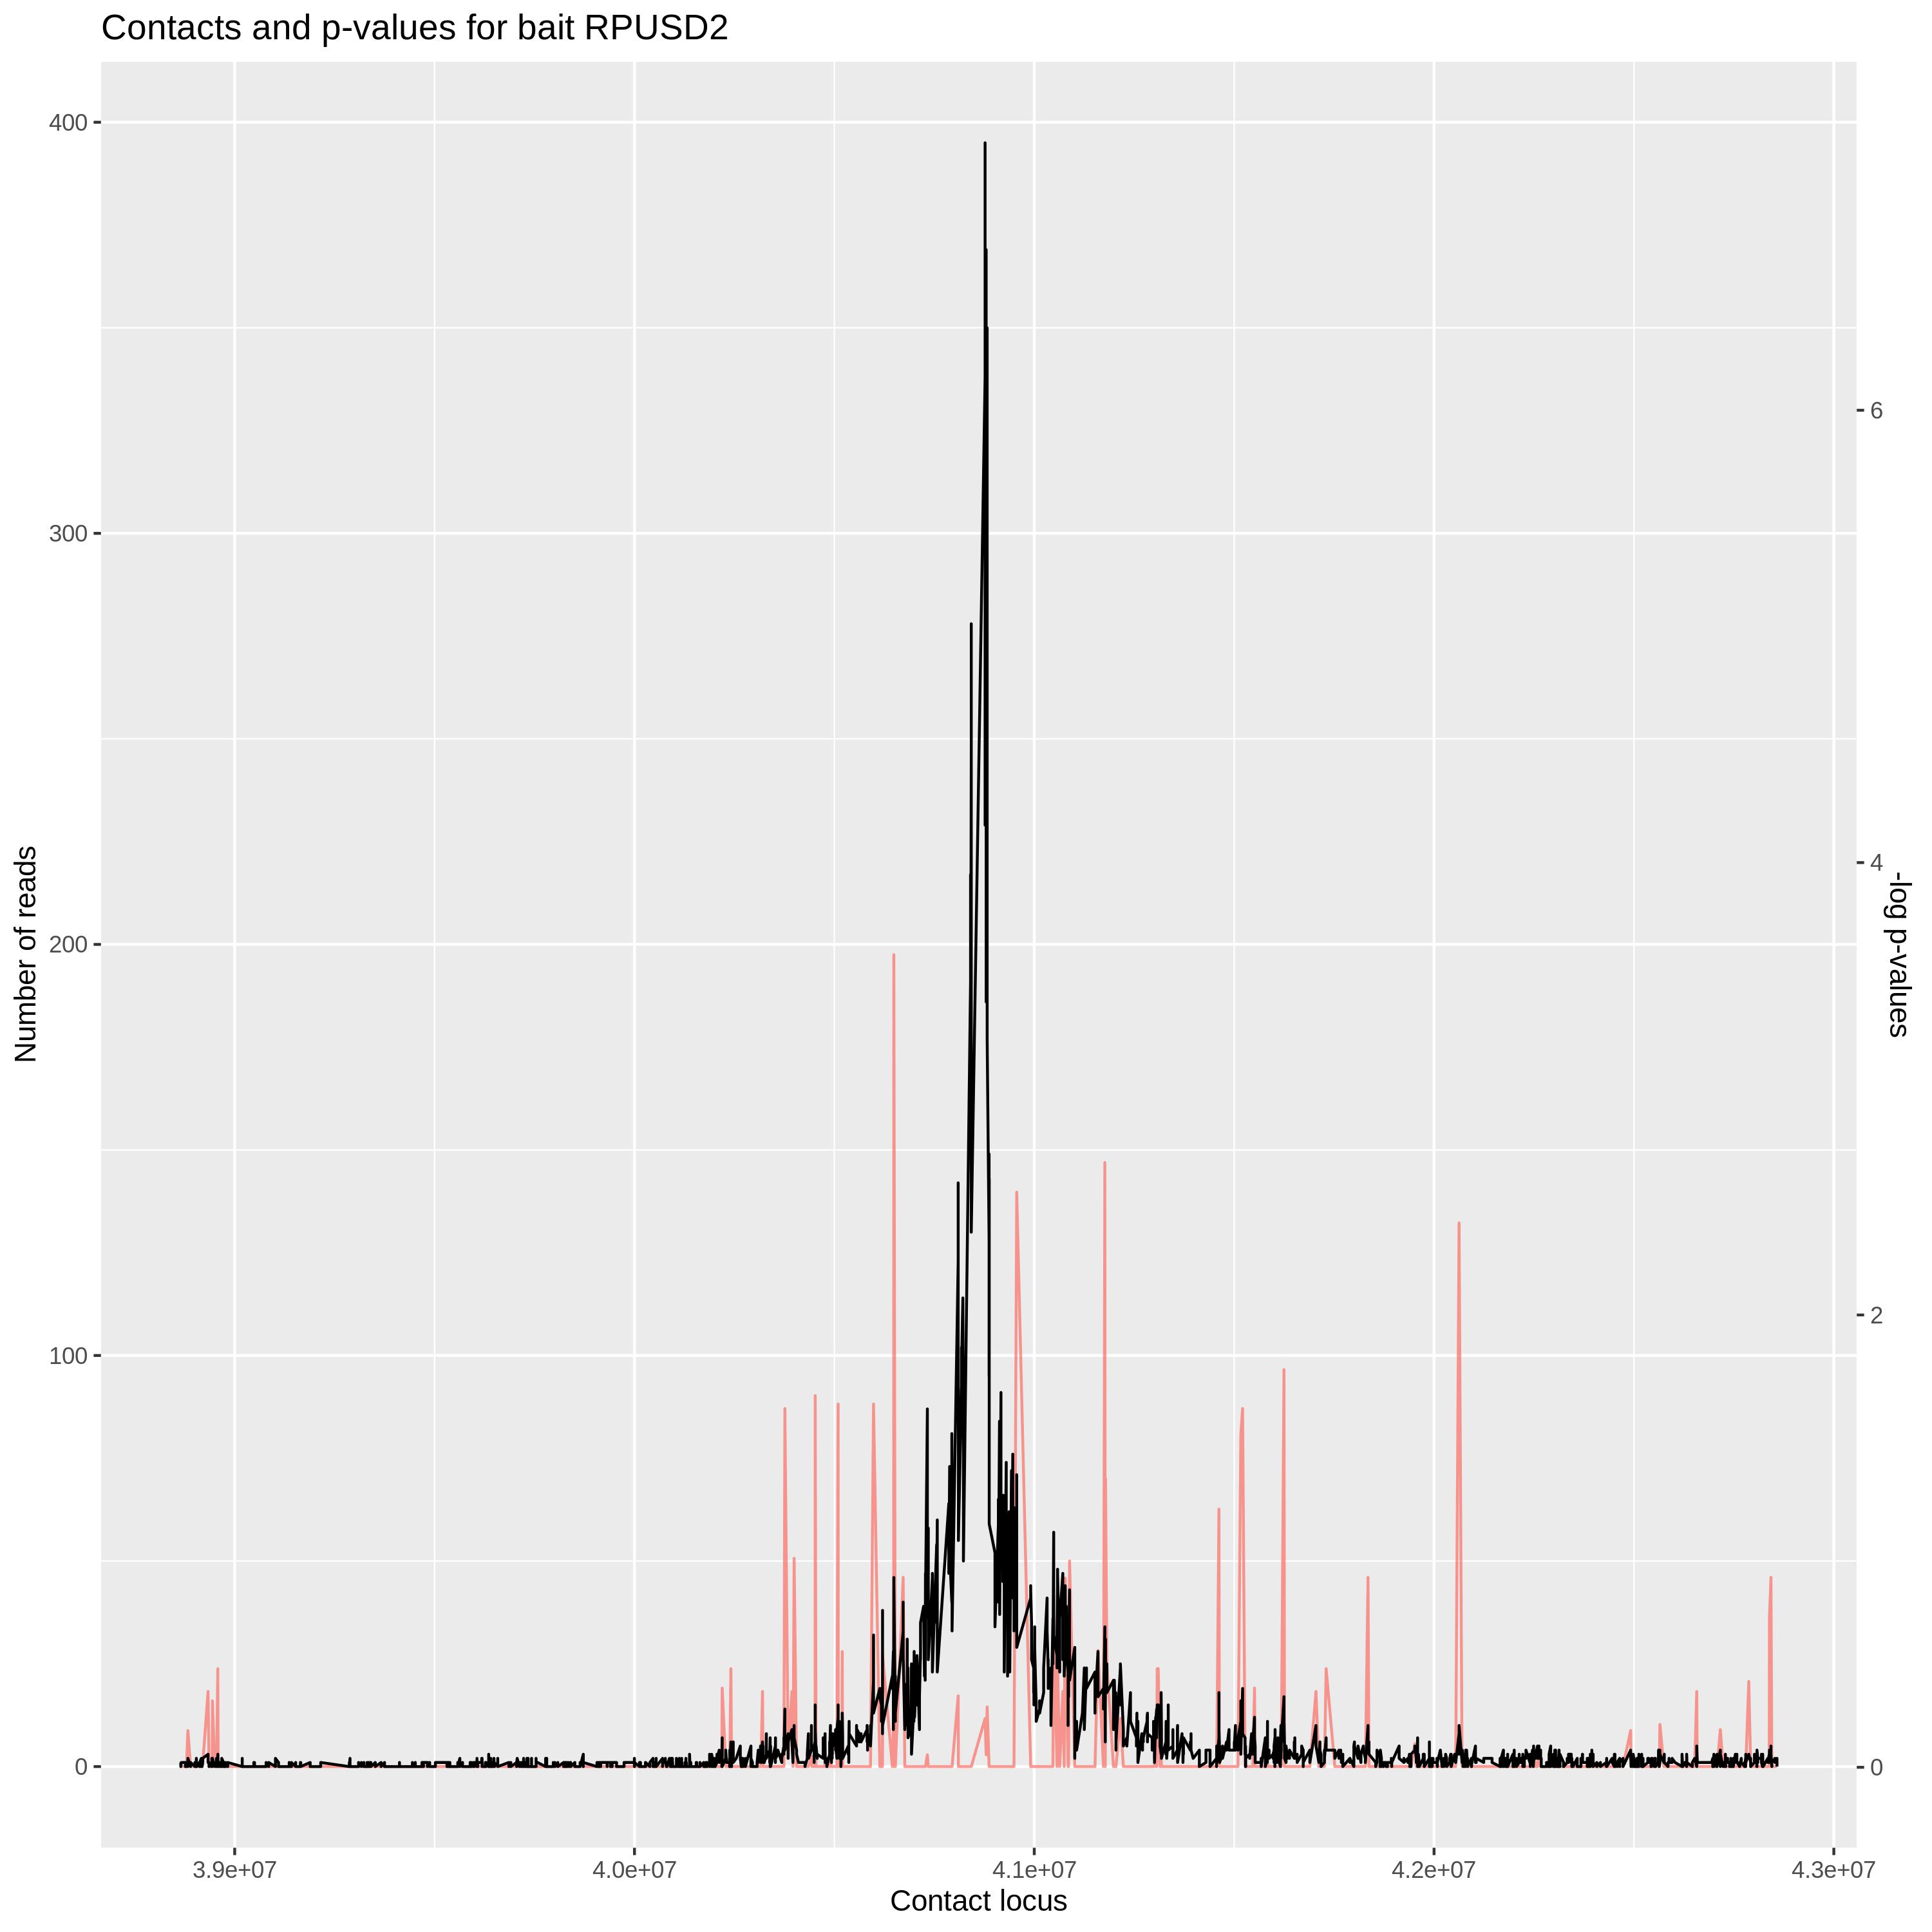 Contacts and p-values for bait RPUSD2
400
300
200
100
0
Number of reads
6
4
2
0
-log p-values
3.9e+07
4.0e+07
4.1e+07
4.2e+07
4.3e+07
Contact locus